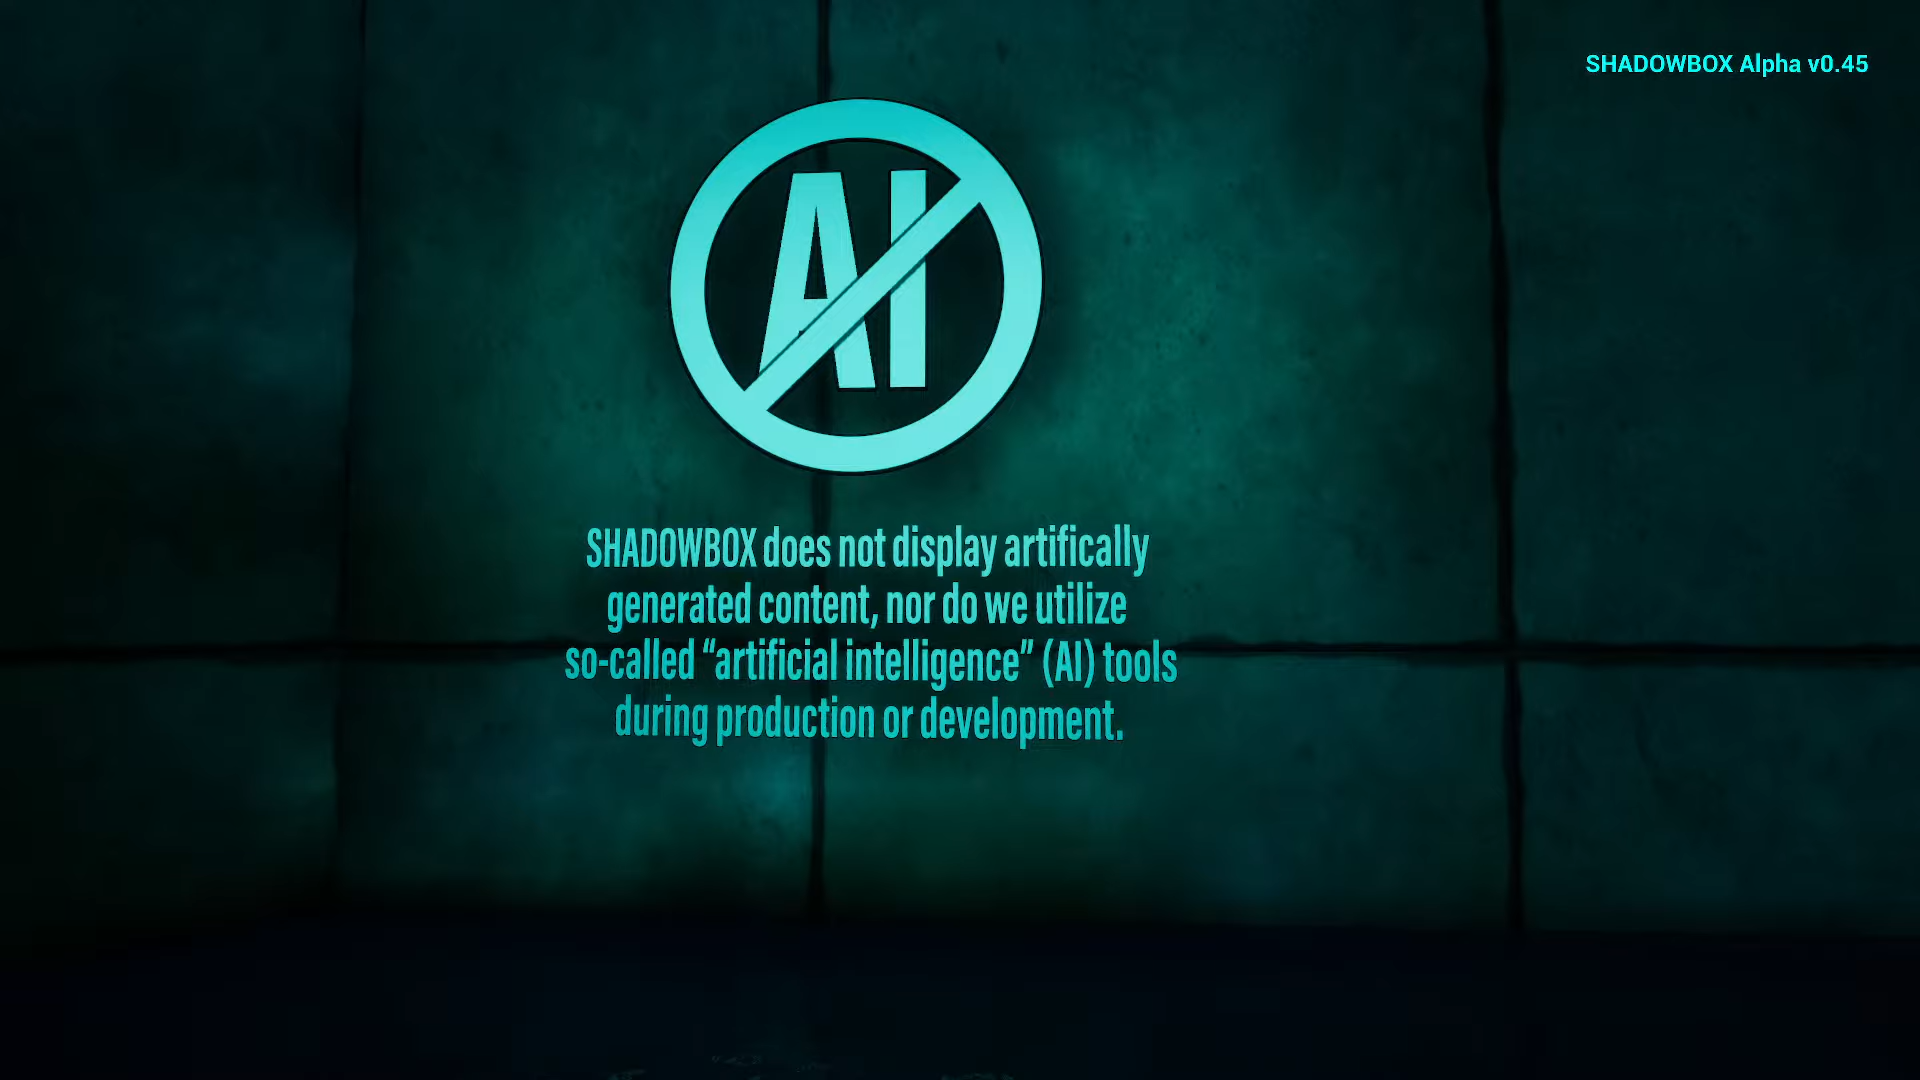 SHADOWBOX Alpha v0.45
AI
SHADOWBOX does not display artifically
generated content, nor do we utilize
so-called “artificial intelligence” (AI) tools
during production or development.